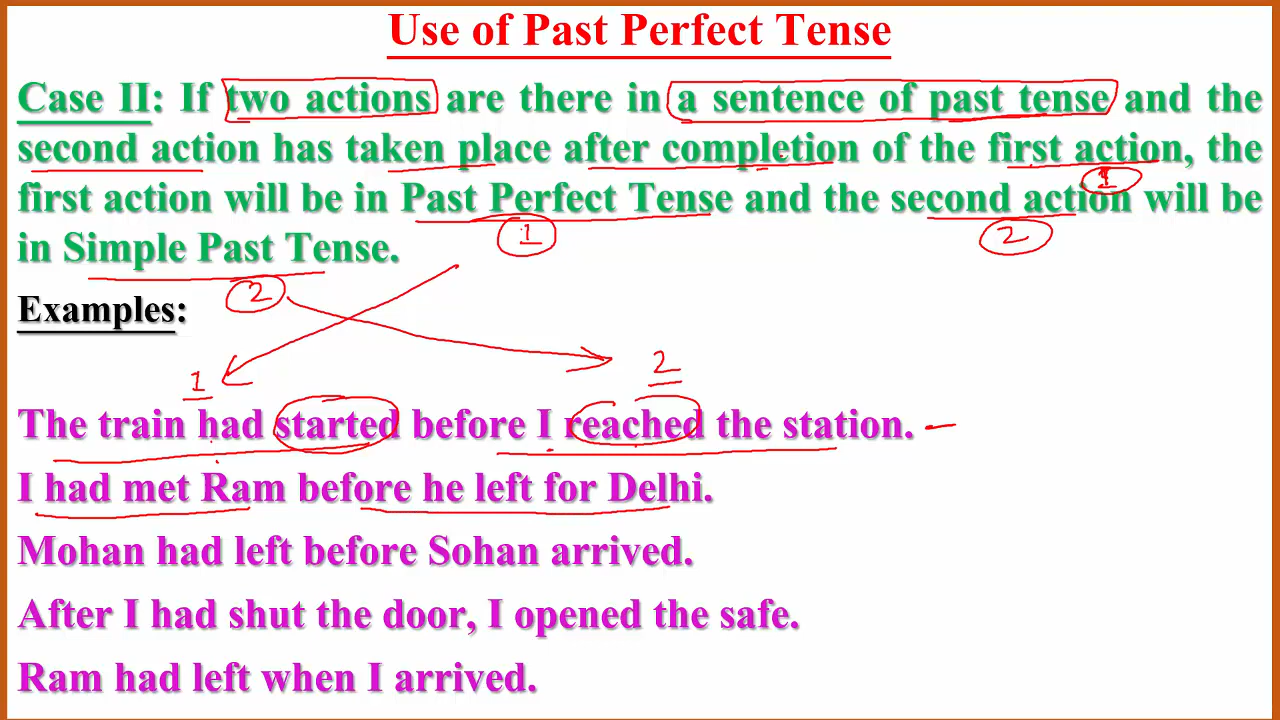 Use of Past Perfect Tense
Case II: If two actions are there in a sentence of past tense and the
second action has taken place after completion of the first action, the
1
first action will be in Past Perfect Tense and the second action will be
1 2
in Simple Past Tense.
2
Examples:
1 2
The train had started before I reached the station.
I had met Ram before he left for Delhi.
Mohan had left before Sohan arrived.
After I had shut the door, I opened the safe.
Ram had left when I arrived.